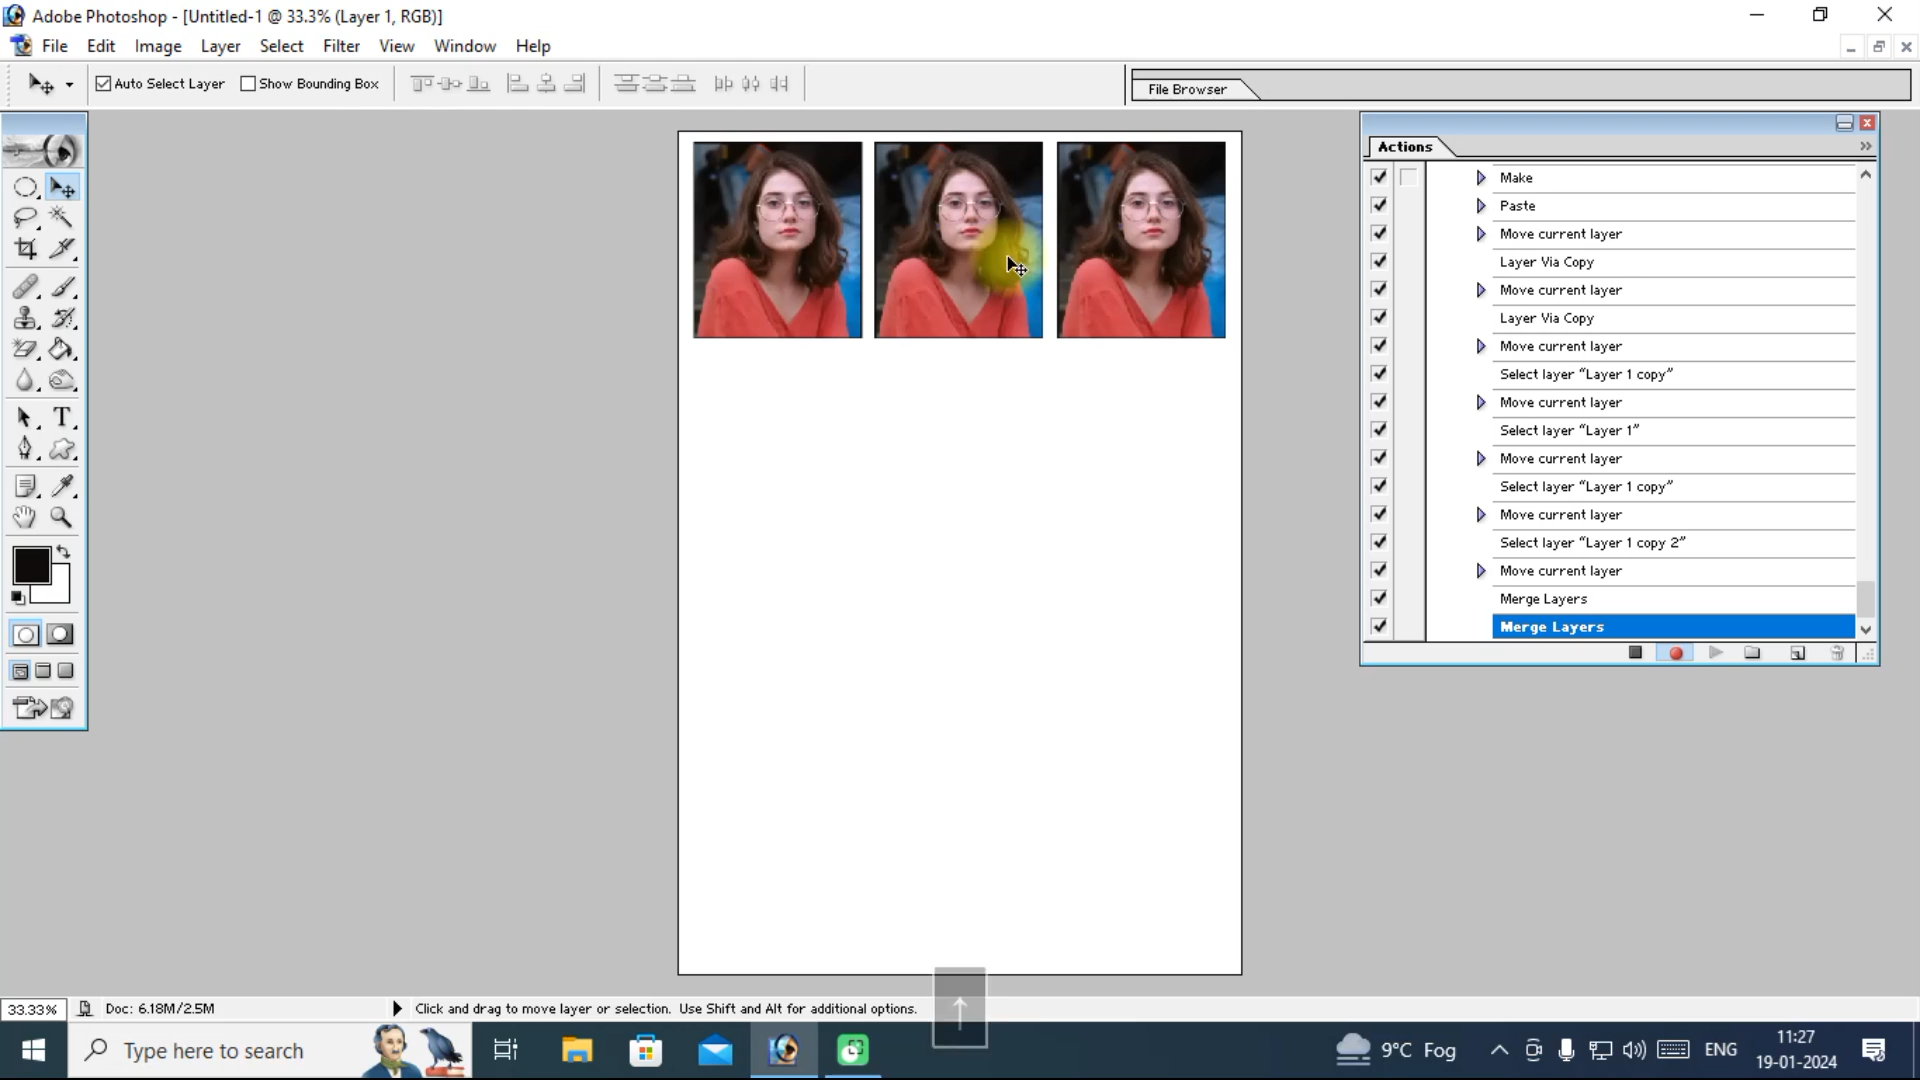 Adobe Photoshop - [Untitled-1 @ 33.3% (Layer 1, RGB)]
File Edit Image Layer Select Filter View Window Help
Auto Select Layer Show Bounding Box
File Browser
Actions
Make
Paste
Move current layer
Layer Via Copy
Move current layer
Layer Via Copy
Move current layer
Select layer “Layer 1 copy”
Move current layer
Select layer “Layer 1”
Move current layer
Select layer “Layer 1 copy”
Move current layer
Select layer “Layer 1 copy 2”
Move current layer
Merge Layers
Merge Layers
33.33% Doc: 6.18M/2.5M Click and drag to move layer or selection. Use Shift and Alt for additional options.
Type here to search
9°C Fog
ENG
11:27
19-01-2024